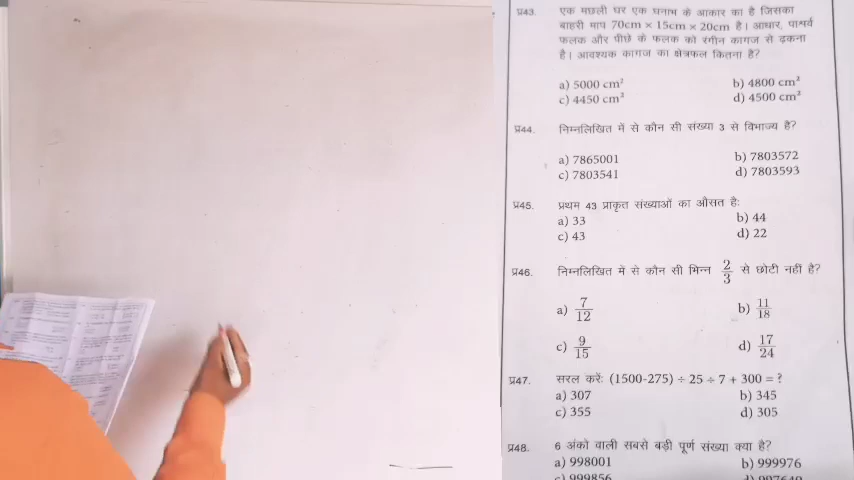 प्र43. एक मछली घर एक घनाभ के आकार का है जिसका
बाहरी माप 70cm × 15cm × 20cm है। आधार, पार्श्व
फलक और पीछे के फलक को रंगीन कागज से ढ़कना
है। आवश्यक कागज का क्षेत्रफल कितना है?
a) 5000 cm² b) 4800 cm²
c) 4450 cm² d) 4500 cm²
प्र44. निम्नलिखित में से कौन सी संख्या 3 से विभाज्य है?
a) 7865001 b) 7803572
c) 7803541 d) 7803593
प्र45. प्रथम 43 प्राकृत संख्याओं का औसत है:
a) 33 b) 44
c) 43 d) 22
प्र46. निम्नलिखित में से कौन सी भिन्न 2/3 से छोटी नहीं है?
a) 7/12 b) 11/18
c) 9/15 d) 17/24
प्र47. सरल करें: (1500-275) ÷ 25 ÷ 7 + 300 = ?
a) 307 b) 345
c) 355 d) 305
प्र48. 6 अंको वाली सबसे बड़ी पूर्ण संख्या क्या है?
a) 998001 b) 999976
c) 999856 d) 997640